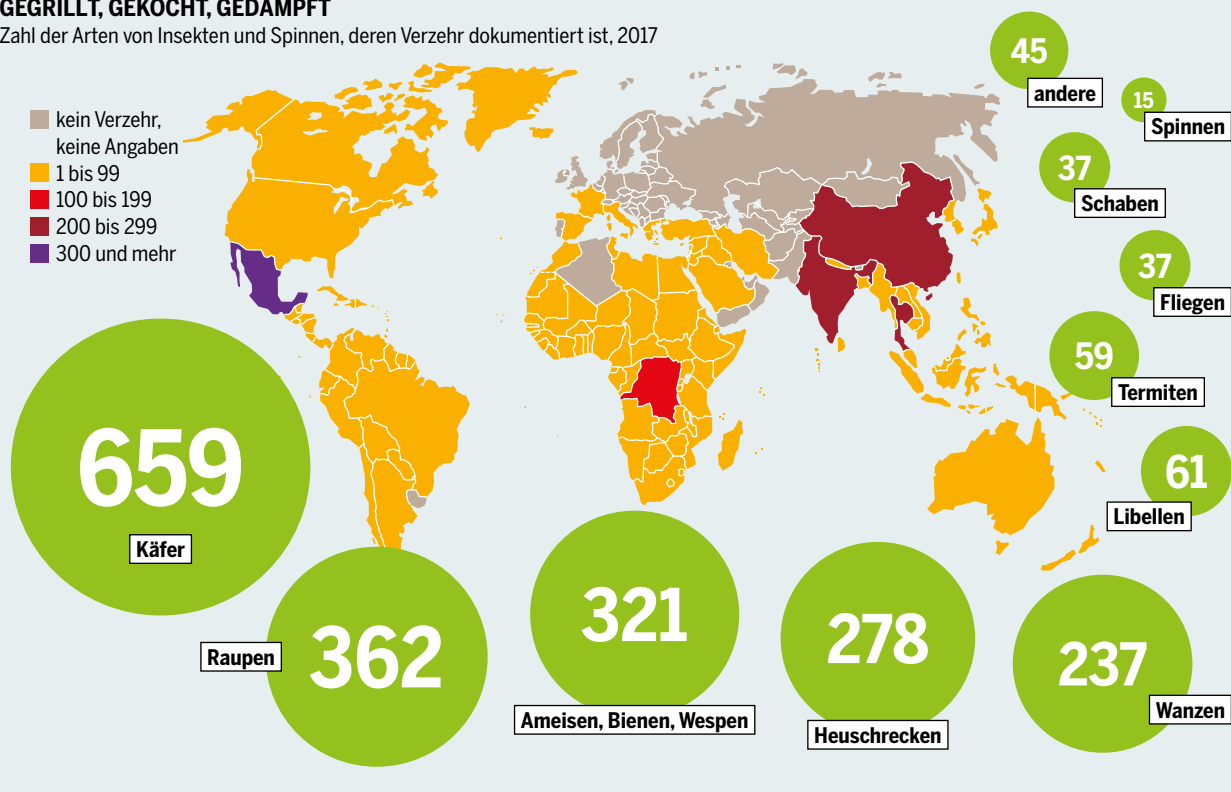 GEGRILLT, GEKOCHT, GEDAMPFT
Zahl der Arten von Insekten und Spinnen, deren Verzehr dokumentiert ist, 2017
kein Verzehr,
keine Angaben
1 bis 99
100 bis 199
200 bis 299
300 und mehr
45
andere
15
Spinnen
37
Schaben
37
Fliegen
59
Termiten
61
Libellen
659
Käfer
362
Raupen
321
Ameisen, Bienen, Wespen
278
Heuschrecken
237
Wanzen